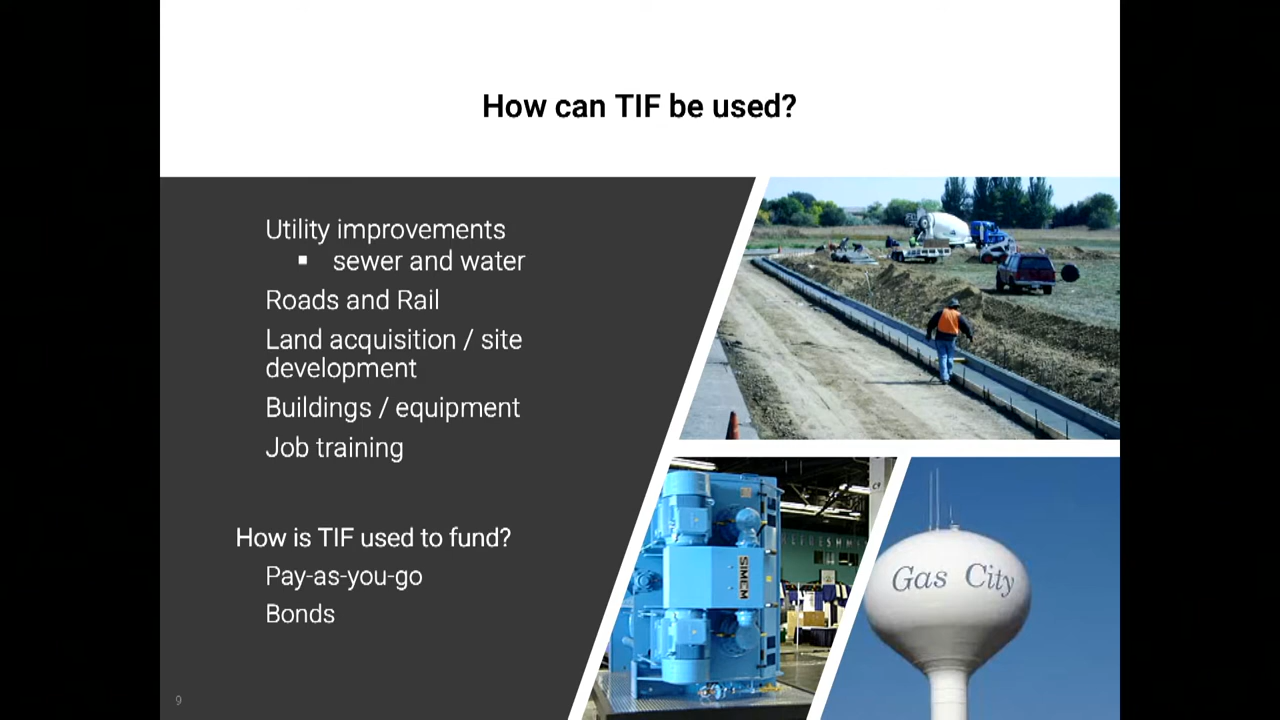 How can TIF be used?
Utility improvements
▪ sewer and water
Roads and Rail
Land acquisition / site
development
Buildings / equipment
Job training
How is TIF used to fund?
Pay-as-you-go
Bonds
SIMEM
Gas City
9